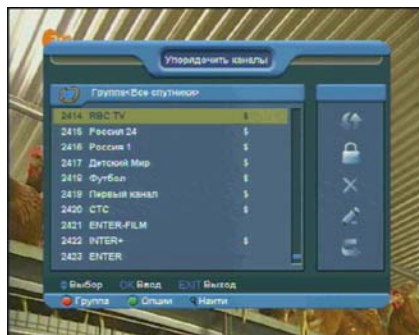 Упорядочить каналы
Группа<Все спутники>
2414 RBC TV $
2415 Россия 24 $
2416 Россия 1 $
2417 Детский Мир $
2418 Футбол $
2419 Первый канал $
2420 СТС $
2421 ENTER-FILM
2422 INTER+ $
2423 ENTER
Выбор OK Ввод EXIT Выход
Группа Опции Найти